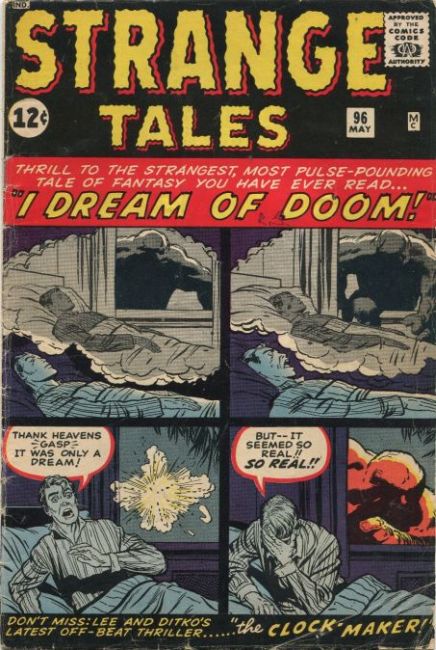 IND.
STRANGE
TALES
APPROVED
BY THE
COMICS
CODE
CA
AUTHORITY
12¢
96
MAY
M
C
THRILL TO THE STRANGEST, MOST PULSE-POUNDING
TALE OF FANTASY YOU HAVE EVER READ...
"I DREAM OF DOOM!"
THANK HEAVENS
-GASP-
IT WAS ONLY A
DREAM!
BUT-- IT
SEEMED SO
REAL!!
SO REAL!!
DON'T MISS: LEE AND DITKO'S
LATEST OFF-BEAT THRILLER......"the CLOCK-MAKER!"